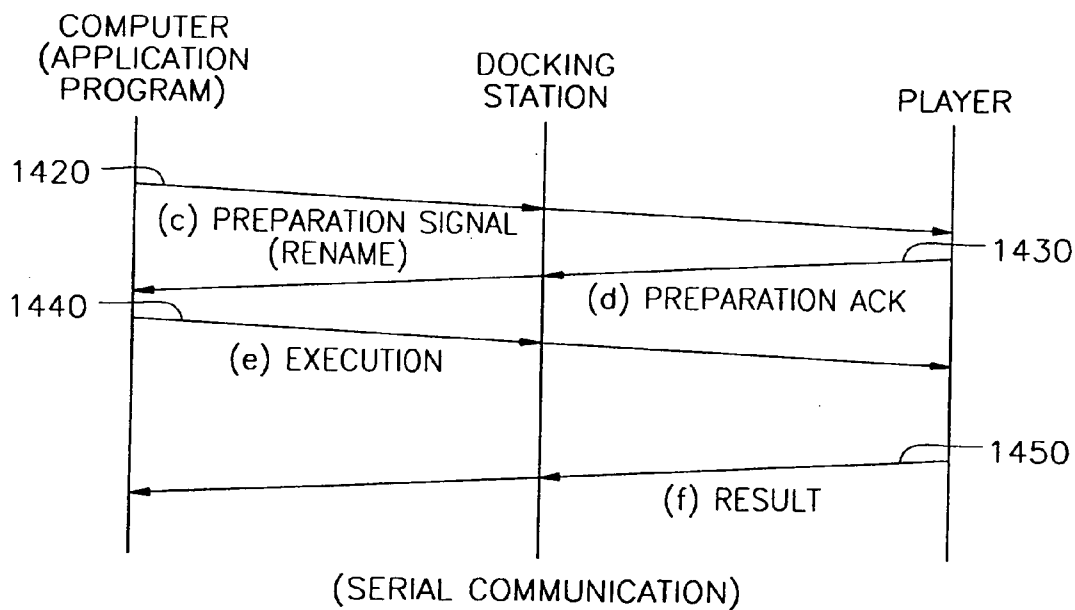 COMPUTER
(APPLICATION
PROGRAM)
DOCKING
STATION
PLAYER
1420
(c) PREPARATION SIGNAL
(RENAME)
1430
(d) PREPARATION ACK
1440
(e) EXECUTION
1450
(f) RESULT
(SERIAL COMMUNICATION)